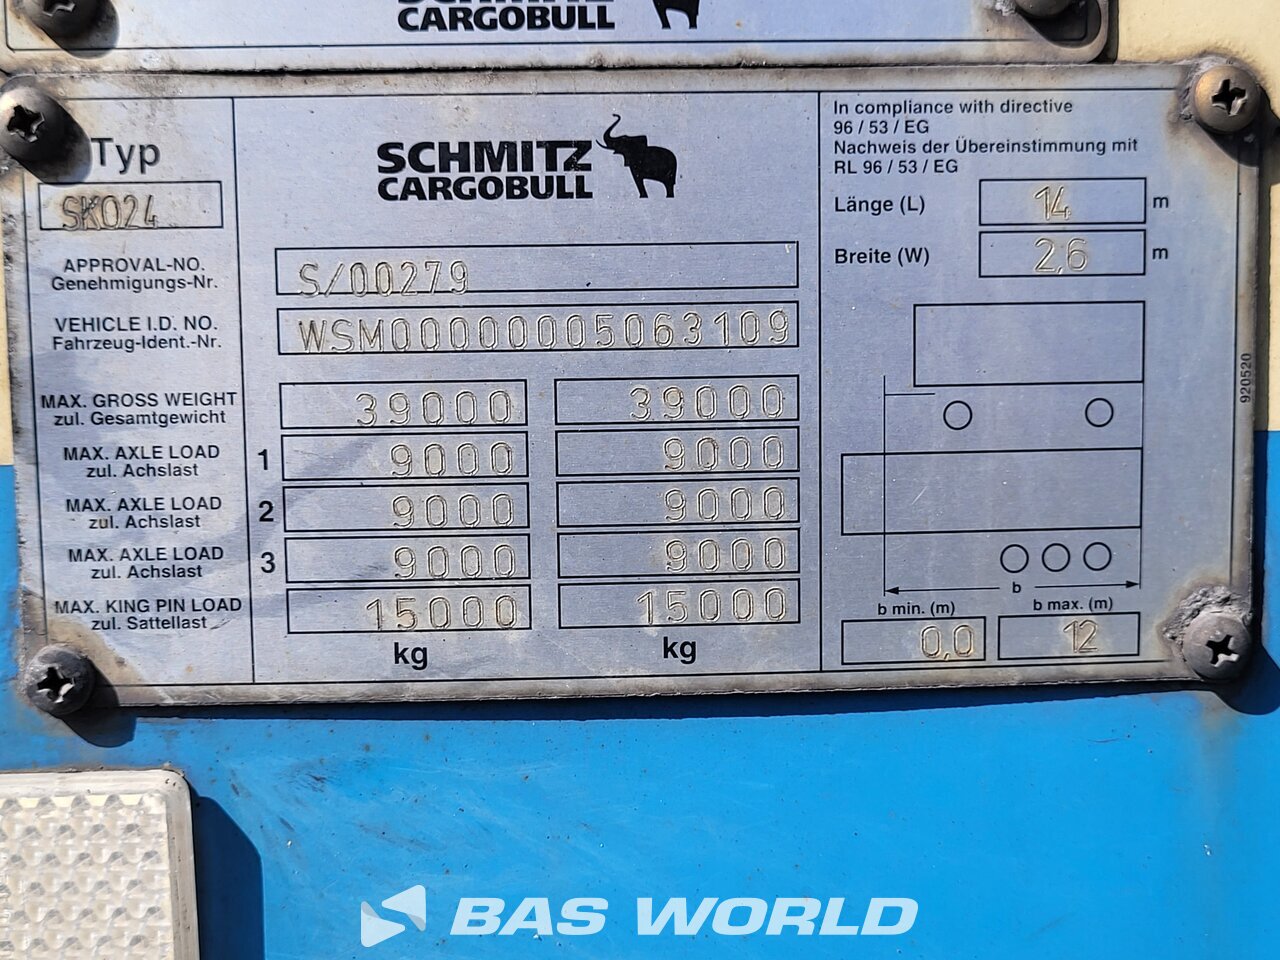 CARGOBULL
Typ
SKO24
SCHMITZ
CARGOBULL
In compliance with directive
96 / 53 / EG
Nachweis der Übereinstimmung mit
RL 96 / 53 / EG
Länge (L) 14 m
Breite (W) 2,6 m
APPROVAL-NO.
Genehmigungs-Nr.
S/00279
VEHICLE I.D. NO.
Fahrzeug-Ident.-Nr.
WSM00000005063109
MAX. GROSS WEIGHT
zul. Gesamtgewicht
39000 39000
MAX. AXLE LOAD
zul. Achslast
1 9000 9000
MAX. AXLE LOAD
zul. Achslast
2 9000 9000
MAX. AXLE LOAD
zul. Achslast
3 9000 9000
MAX. KING PIN LOAD
zul. Sattellast
15000 15000
kg kg
b
b min. (m) b max. (m)
0,0 12
920520
BAS WORLD